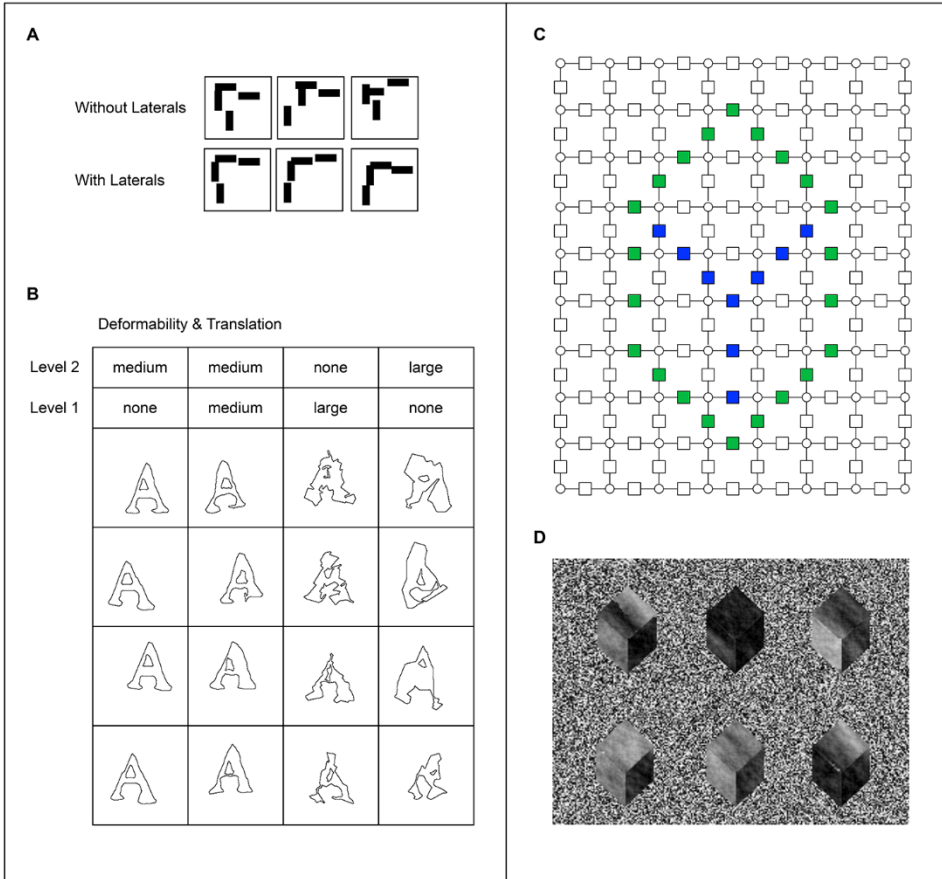 A
Without Laterals
With Laterals
B
Deformability & Translation
Level 2 medium medium none large
Level 1 none medium large none
C
D